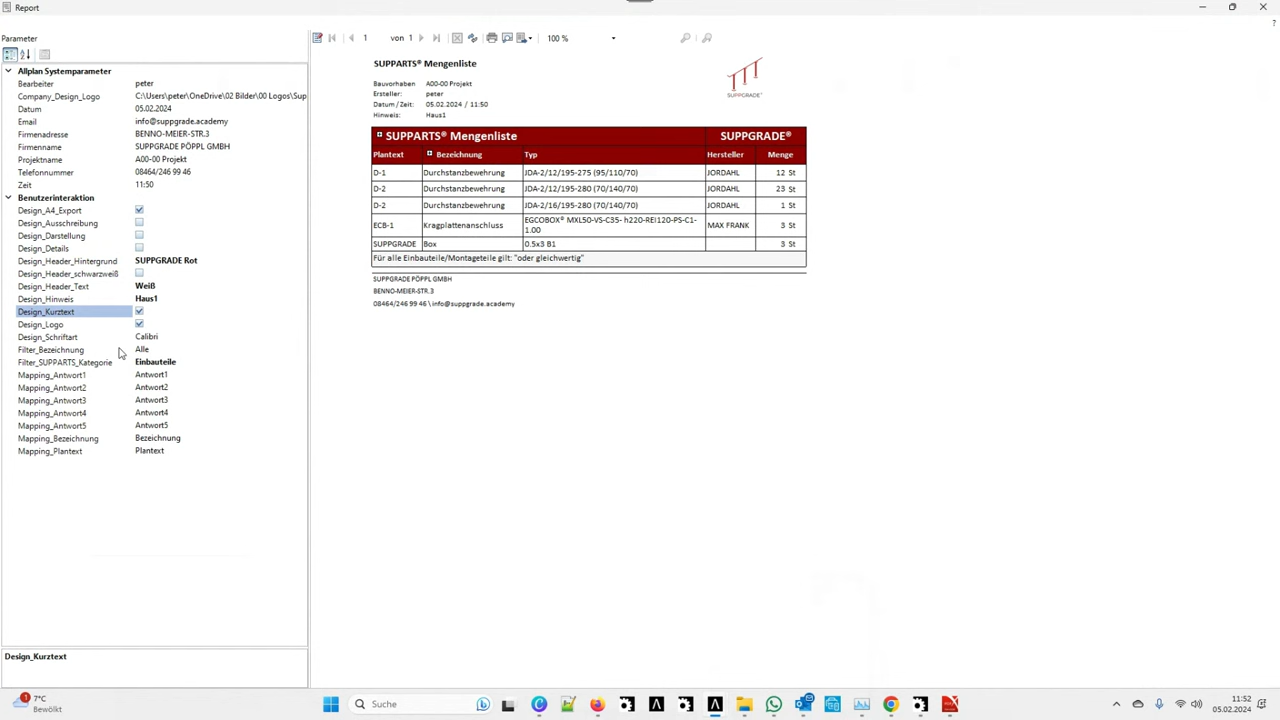 Report
?
Parameter
Allplan Systemparameter
Bearbeiter peter
Company_Design_Logo C:\Users\peter\OneDrive\02 Bilder\00 Logos\Sup
Datum 05.02.2024
Email info@suppgrade.academy
Firmenadresse BENNO-MEIER-STR.3
Firmenname SUPPGRADE PÖPPL GMBH
Projektname A00-00 Projekt
Telefonnummer 08464/246 99 46
Zeit 11:50
Benutzerinteraktion
Design_A4_Export
Design_Ausschreibung
Design_Darstellung
Design_Details
Design_Header_Hintergrund SUPPGRADE Rot
Design_Header_schwarzweiß
Design_Header_Text Weiß
Design_Hinweis Haus1
Design_Kurztext
Design_Logo
Design_Schriftart Calibri
Filter_Bezeichnung Alle
Filter_SUPPARTS_Kategorie Einbauteile
Mapping_Antwort1 Antwort1
Mapping_Antwort2 Antwort2
Mapping_Antwort3 Antwort3
Mapping_Antwort4 Antwort4
Mapping_Antwort5 Antwort5
Mapping_Bezeichnung Bezeichnung
Mapping_Plantext Plantext
Design_Kurztext
1 von 1 100 %
SUPPARTS® Mengenliste
Bauvorhaben A00-00 Projekt
Ersteller: peter
Datum / Zeit: 05.02.2024 / 11:50
Hinweis: Haus1
SUPPGRADE®
SUPPARTS® Mengenliste SUPPGRADE®
Plantext Bezeichnung Typ Hersteller Menge
D-1 Durchstanzbewehrung JDA-2/12/195-275 (95/110/70) JORDAHL 12 St
D-2 Durchstanzbewehrung JDA-2/12/195-280 (70/140/70) JORDAHL 23 St
D-2 Durchstanzbewehrung JDA-2/16/195-280 (70/140/70) JORDAHL 1 St
ECB-1 Kragplattenanschluss EGCOBOX® MXL50-VS-C35- h220-REI120-PS-C1-1.00 MAX FRANK 3 St
SUPPGRADE Box 0.5x3 B1 3 St
Für alle Einbauteile/Montageteile gilt: "oder gleichwertig"
SUPPGRADE PÖPPL GMBH
BENNO-MEIER-STR.3
08464/246 99 46 \ info@suppgrade.academy
1
7°C
Bewölkt
Suche
11:52
05.02.2024